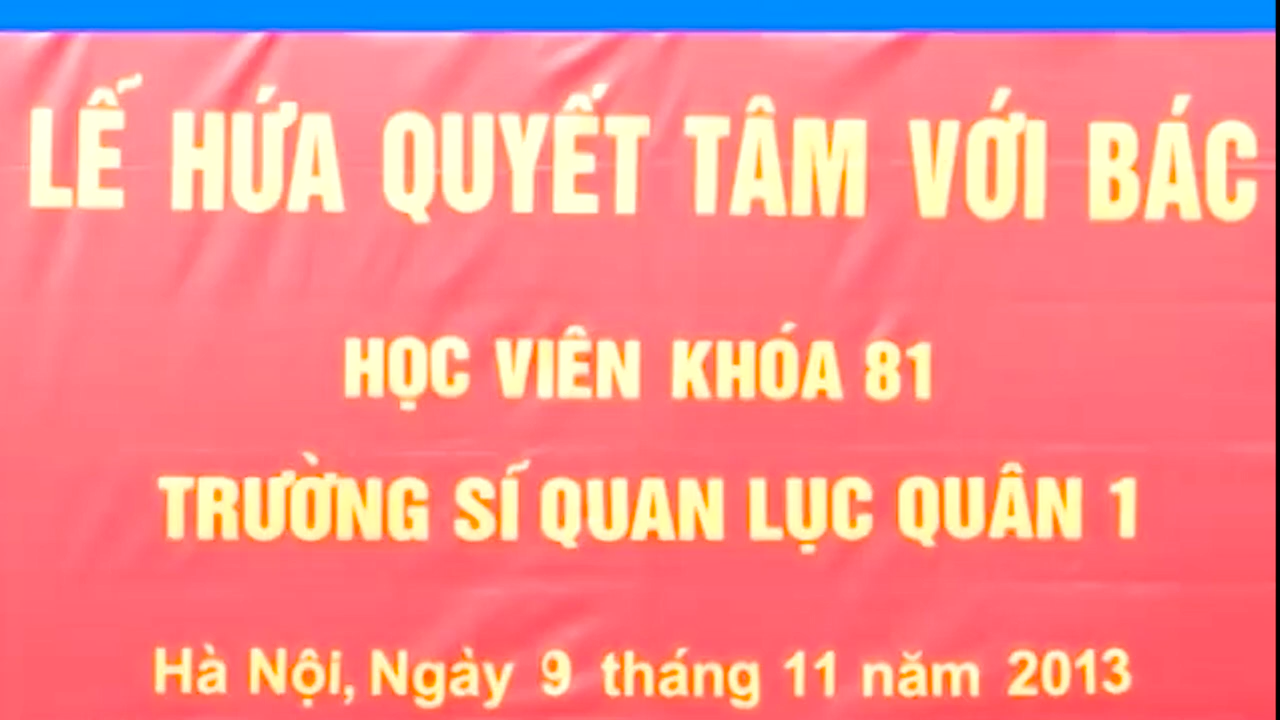 LỄ HỨA QUYẾT TÂM VỚI BÁC
HỌC VIÊN KHÓA 81
TRƯỜNG SĨ QUAN LỤC QUÂN 1
Hà Nội, Ngày 9 tháng 11 năm 2013